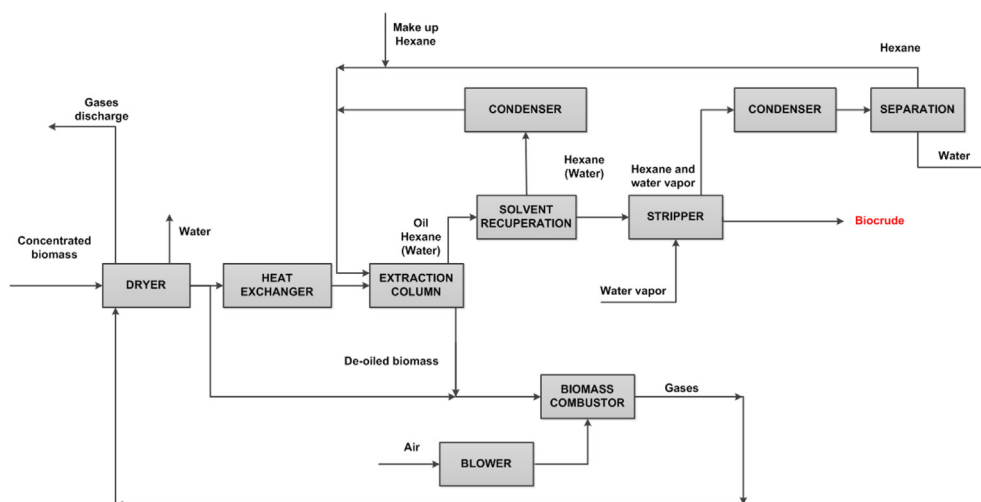 Make up
Hexane
Hexane
Gases
discharge
CONDENSER
CONDENSER
SEPARATION
Hexane
(Water)
Hexane and
water vapor
Water
Water
Oil
Hexane
(Water)
SOLVENT
RECUPERATION
STRIPPER
Biocrude
Concentrated
biomass
DRYER
HEAT
EXCHANGER
EXTRACTION
COLUMN
Water vapor
De-oiled biomass
BIOMASS
COMBUSTOR
Gases
Air
BLOWER